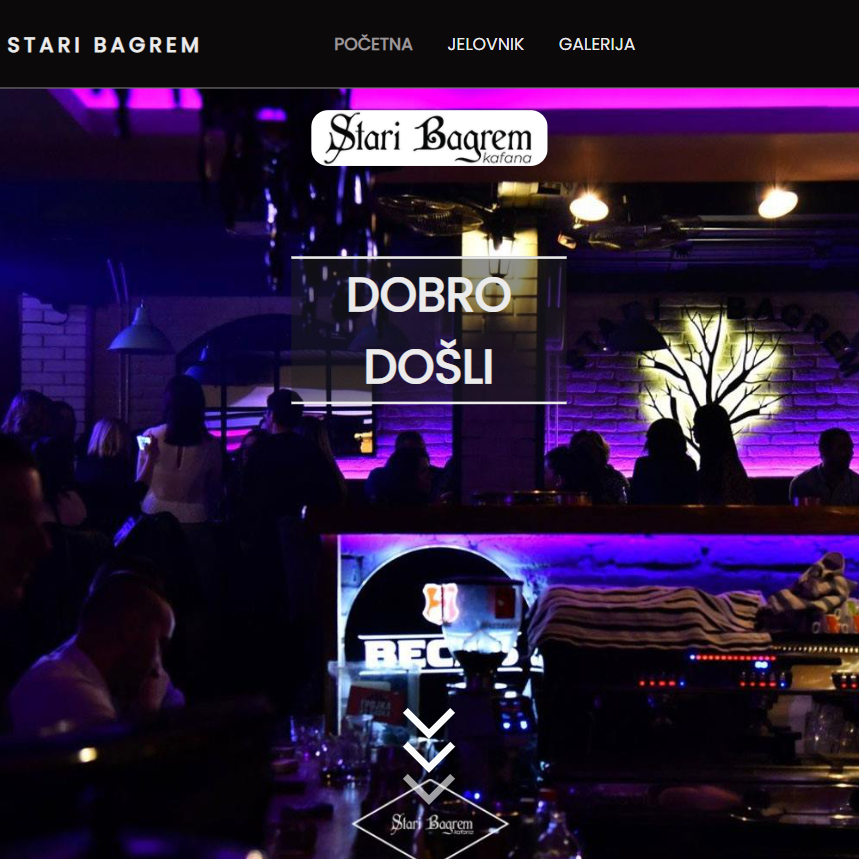 STARI BAGREM
POČETNA JELOVNIK GALERIJA
Stari Bagrem
kafana
DOBRO
DOŠLI
STARI BAGREM
BECK'S
Stari Bagrem
kafana